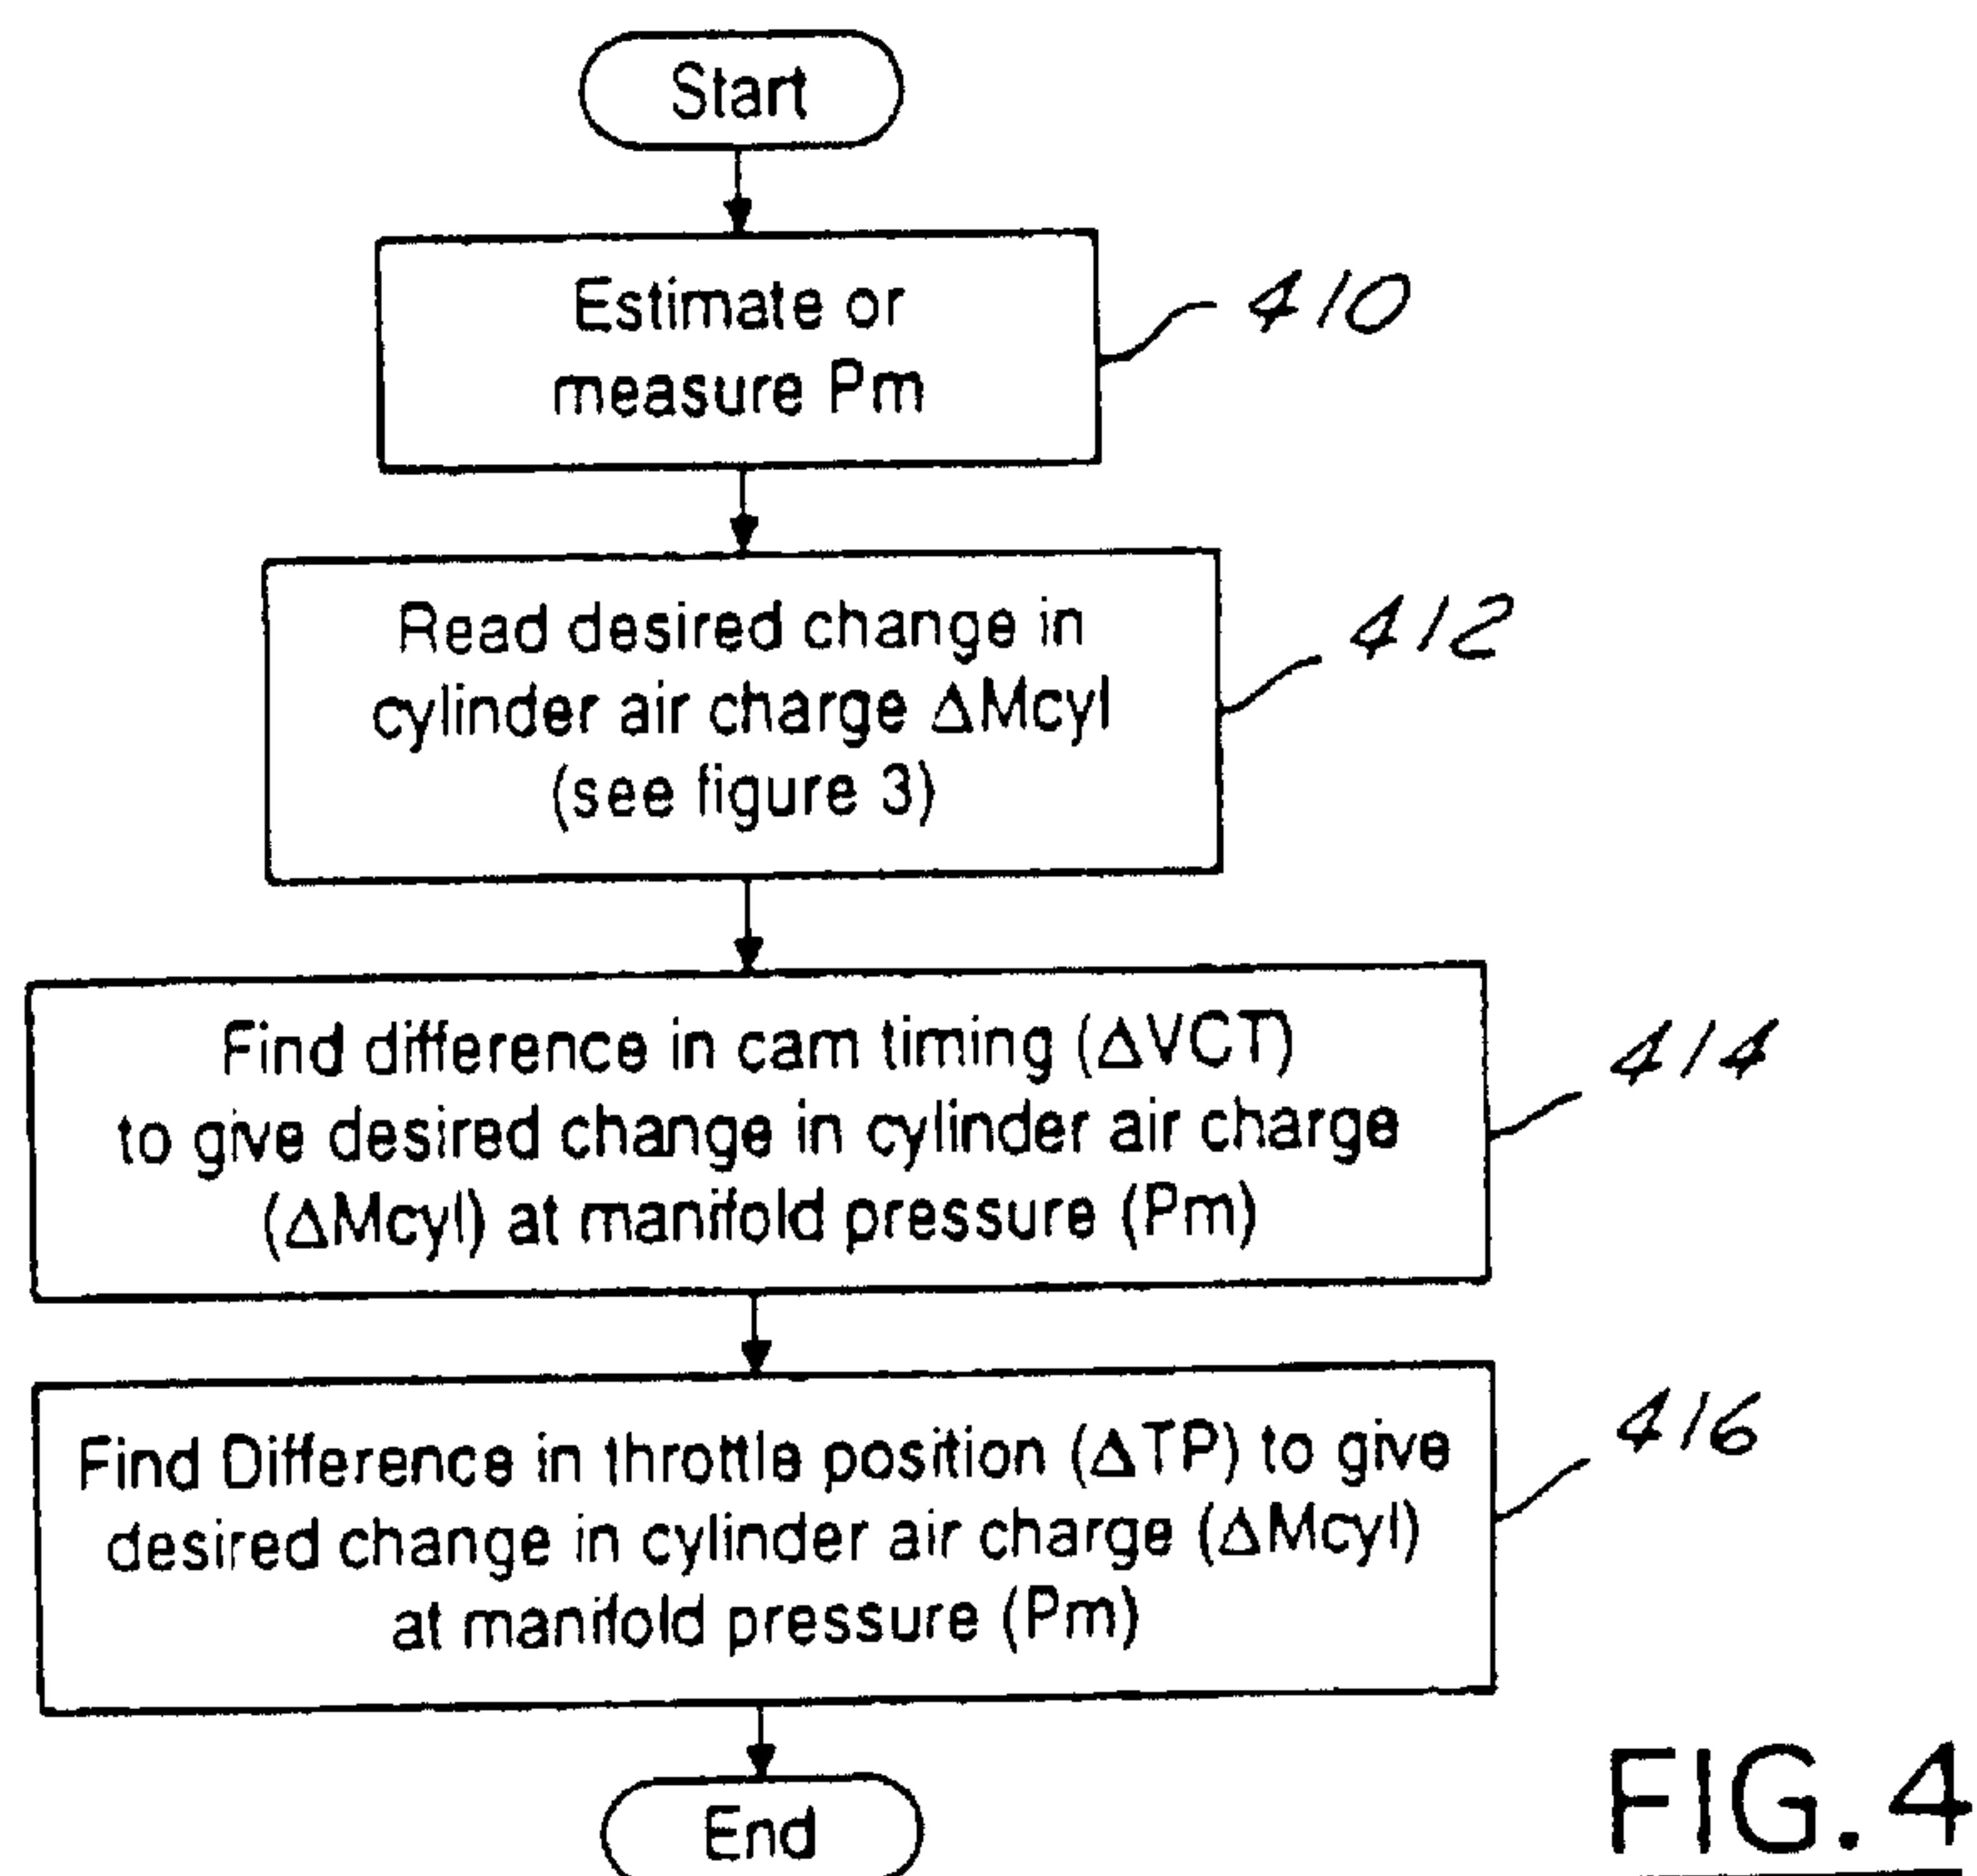 Start
Estimate or
measure Pm
410
Read desired change in
cylinder air charge ΔMcyl
(see figure 3)
412
Find difference in cam timing (ΔVCT)
to give desired change in cylinder air charge
(ΔMcyl) at manifold pressure (Pm)
414
Find Difference in throttle position (ΔTP) to give
desired change in cylinder air charge (ΔMcyl)
at manifold pressure (Pm)
416
End
FIG.4